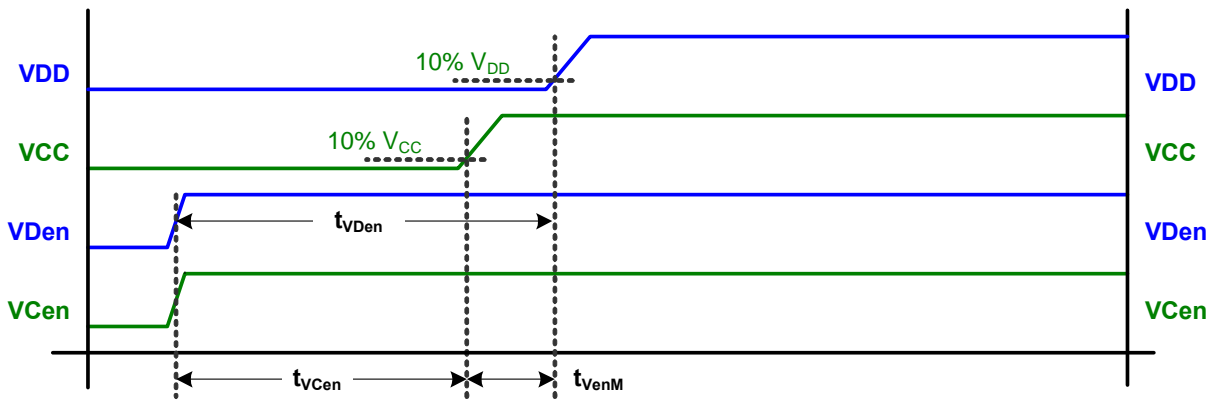 10% VDD
VDD
VDD
10% VCC
VCC
VCC
VDen
tVDen
VDen
VCen
VCen
tVCen
tVenM